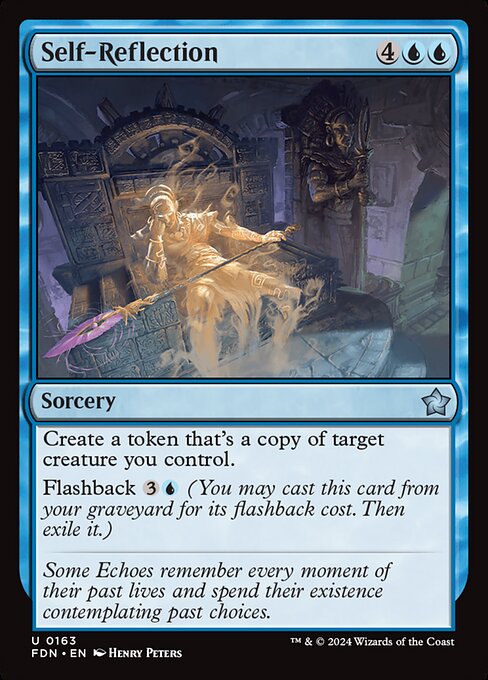 Self-Reflection 4
Sorcery
Create a token that's a copy of target
creature you control.
Flashback 3 (You may cast this card from
your graveyard for its flashback cost. Then
exile it.)
Some Echoes remember every moment of
their past lives and spend their existence
contemplating past choices.
U 0163 ™ & © 2024 Wizards of the Coast
FDN • EN Henry Peters